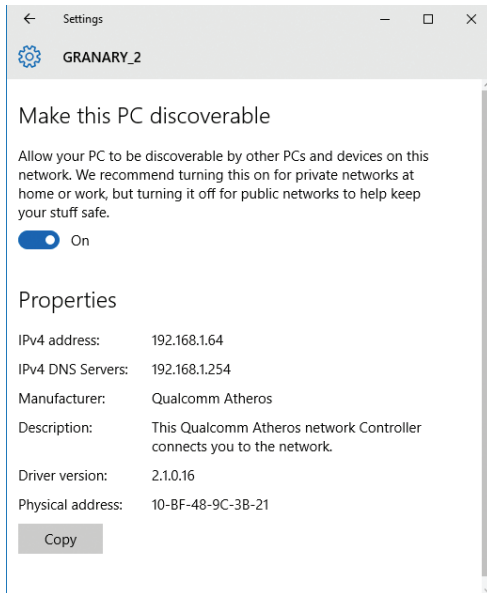 Settings
GRANARY_2
Make this PC discoverable
Allow your PC to be discoverable by other PCs and devices on this
network. We recommend turning this on for private networks at
home or work, but turning it off for public networks to help keep
your stuff safe.
On
Properties
IPv4 address: 192.168.1.64
IPv4 DNS Servers: 192.168.1.254
Manufacturer: Qualcomm Atheros
Description: This Qualcomm Atheros network Controller
connects you to the network.
Driver version: 2.1.0.16
Physical address: 10-BF-48-9C-3B-21
Copy